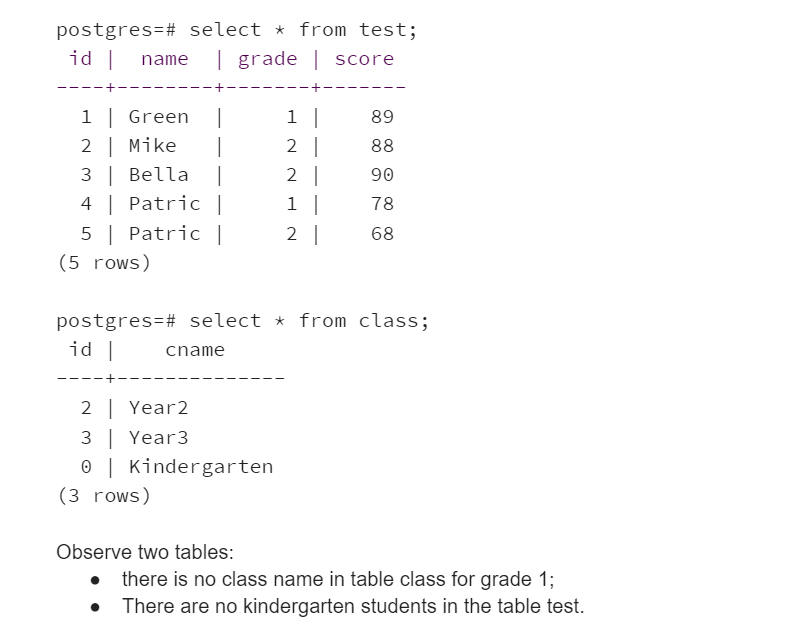 postgres=# select * from test;
 id |  name  | grade | score
----+--------+-------+-------
  1 | Green  |     1 |    89
  2 | Mike   |     2 |    88
  3 | Bella  |     2 |    90
  4 | Patric |     1 |    78
  5 | Patric |     2 |    68
(5 rows)
postgres=# select * from class;
 id |    cname
----+--------------
  2 | Year2
  3 | Year3
  0 | Kindergarten
(3 rows)
Observe two tables:
● there is no class name in table class for grade 1;
● There are no kindergarten students in the table test.